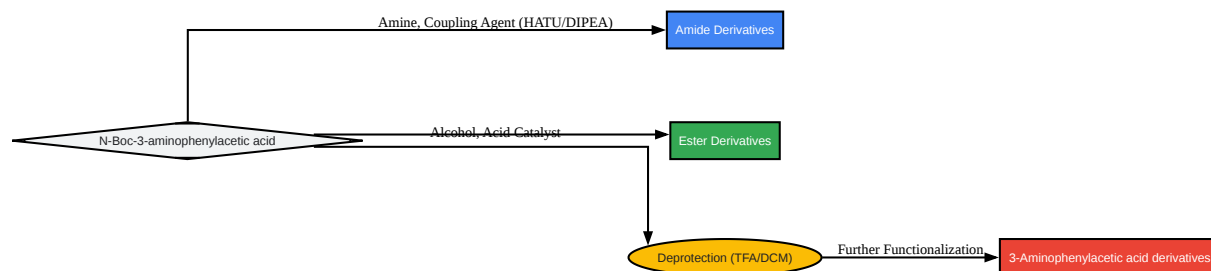 Amine, Coupling Agent (HATU/DIPEA)
Amide Derivatives
N-Boc-3-aminophenylacetic acid
Alcohol, Acid Catalyst
Ester Derivatives
Deprotection (TFA/DCM)
Further Functionalization
3-Aminophenylacetic acid derivatives